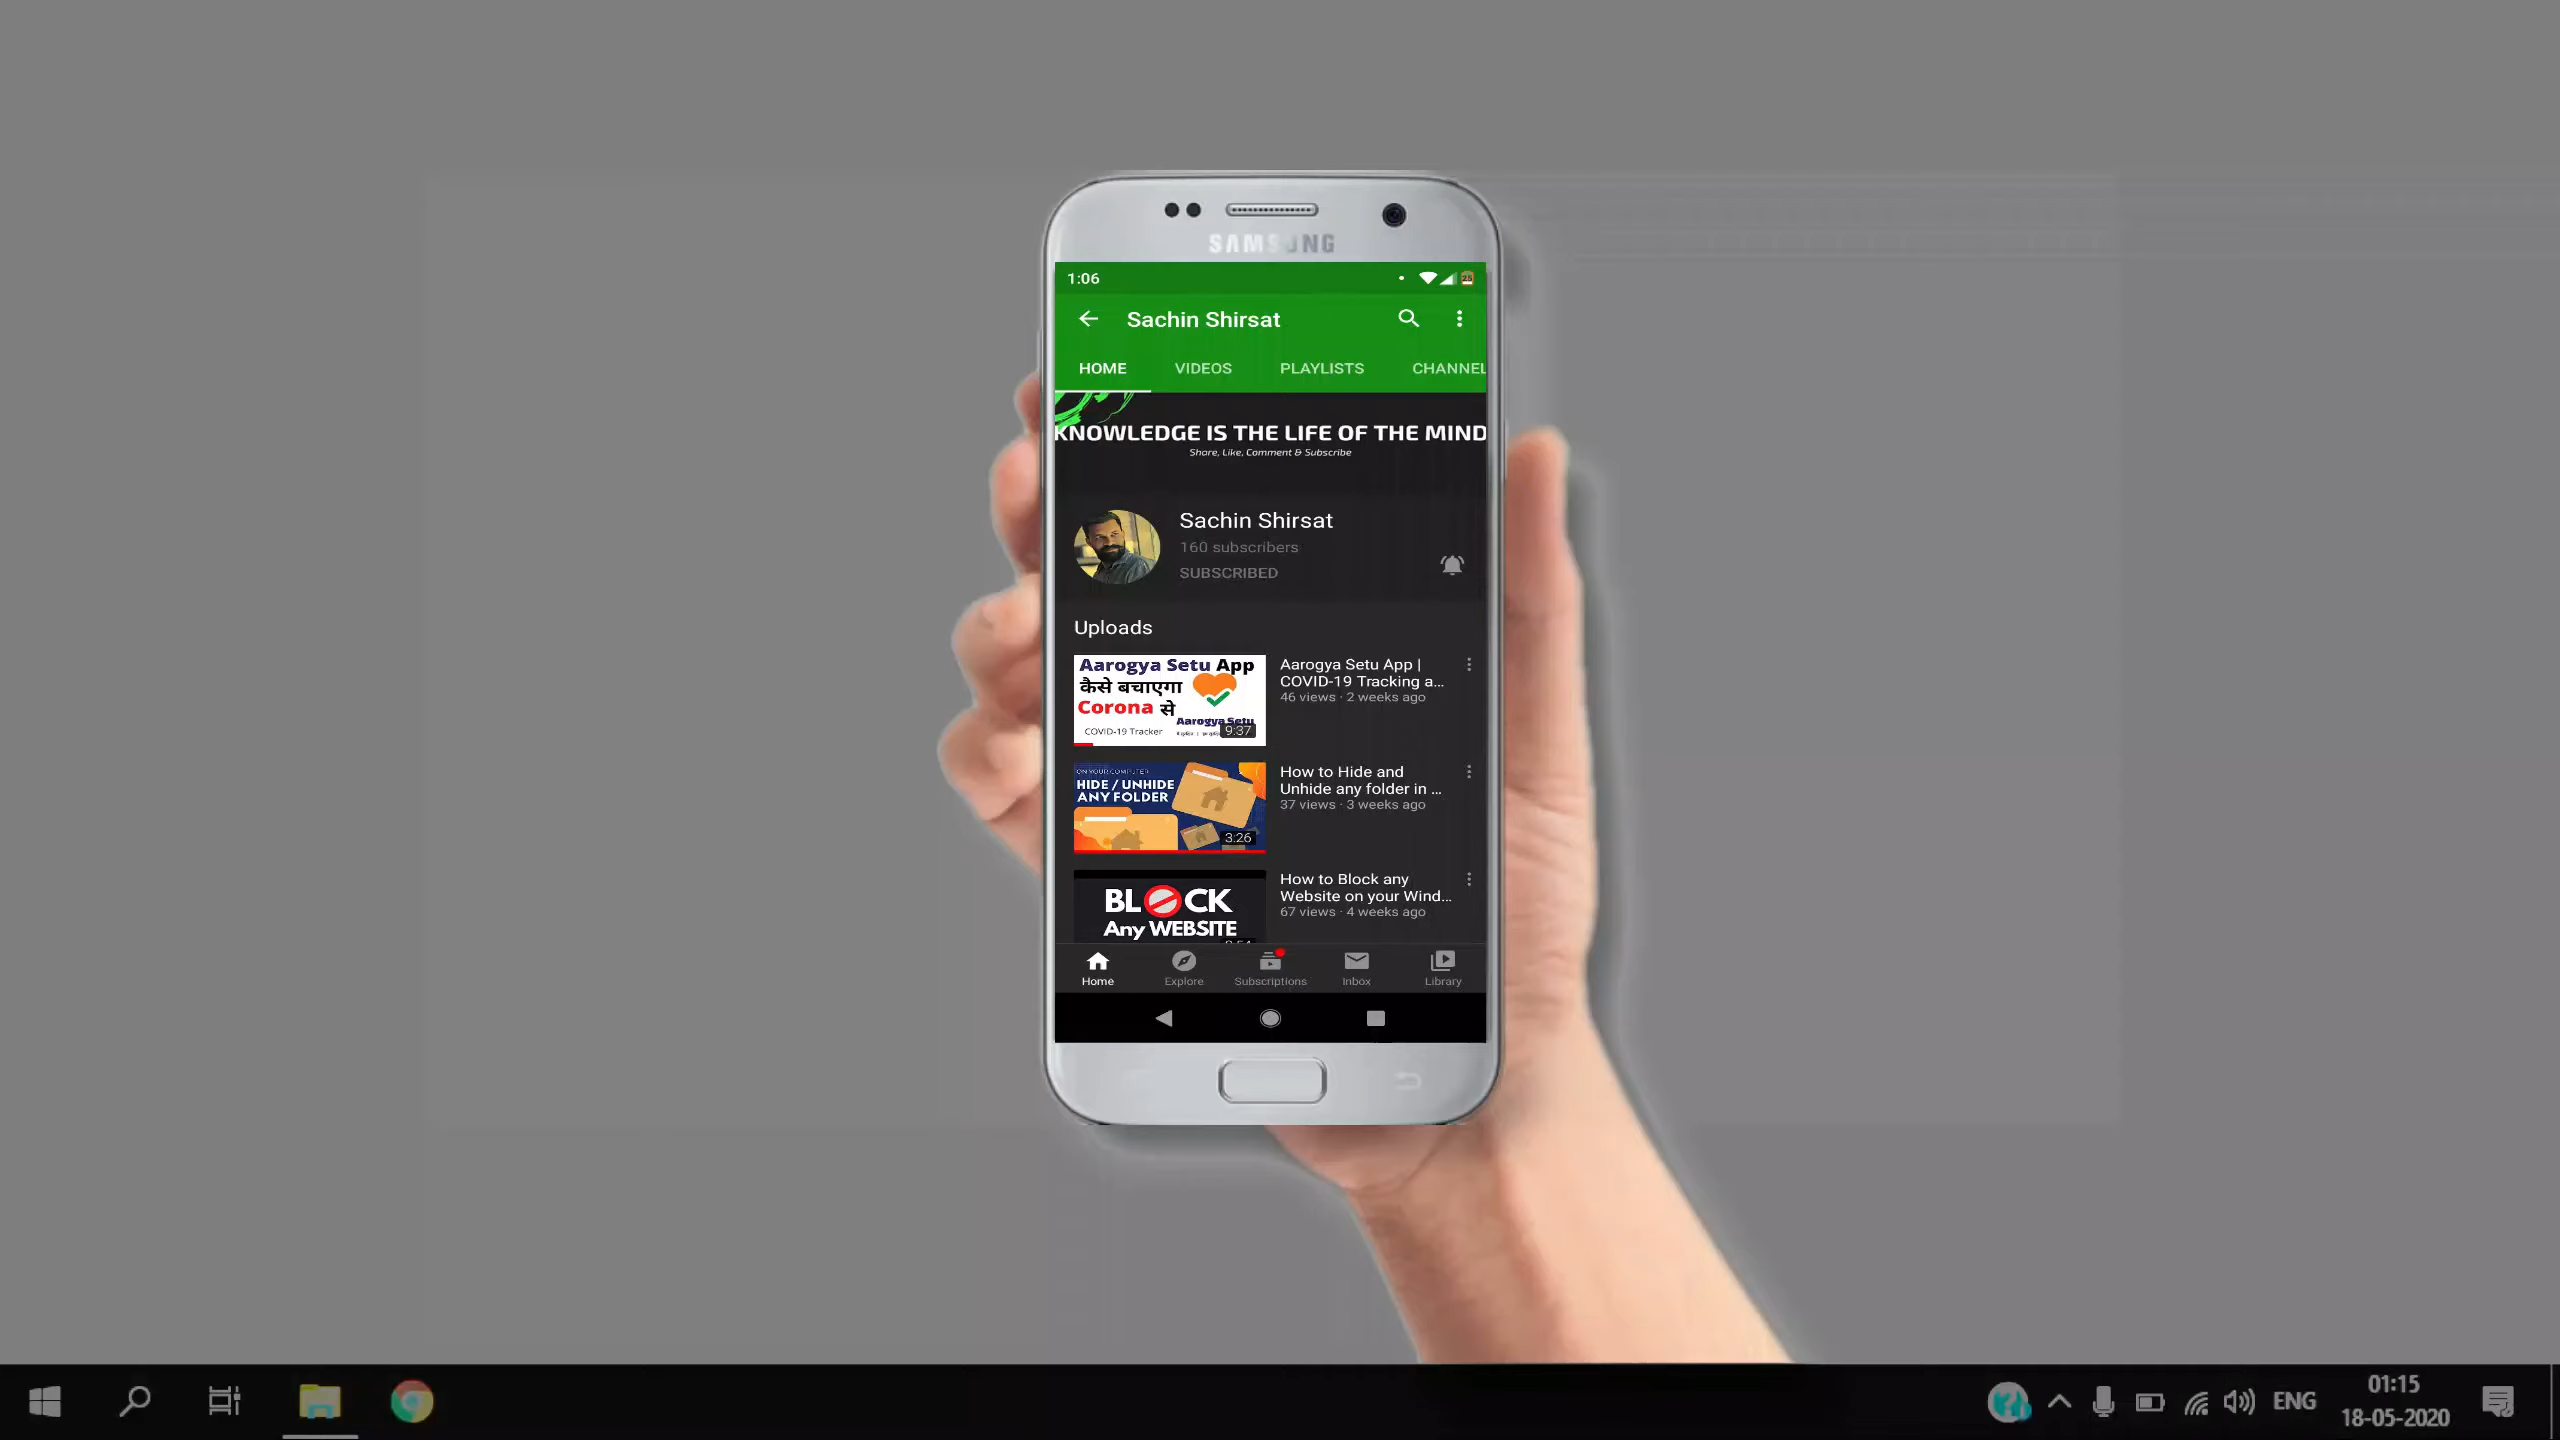 SAMSUNG
1:06
Sachin Shirsat
HOME VIDEOS PLAYLISTS CHANNEL
KNOWLEDGE IS THE LIFE OF THE MIND
Share, Like, Comment & Subscribe
Sachin Shirsat
160 subscribers
SUBSCRIBED
Uploads
Aarogya Setu App
कैसे बचाएगा
Corona से
Aarogya Setu
COVID-19 Tracker
9:37
Aarogya Setu App |
COVID-19 Tracking a...
46 views · 2 weeks ago
ON YOUR COMPUTER
HIDE / UNHIDE
ANY FOLDER
3:26
How to Hide and
Unhide any folder in ...
37 views · 3 weeks ago
BLOCK
Any WEBSITE
How to Block any
Website on your Wind...
67 views · 4 weeks ago
Home Explore Subscriptions Inbox Library
ENG
01:15
18-05-2020